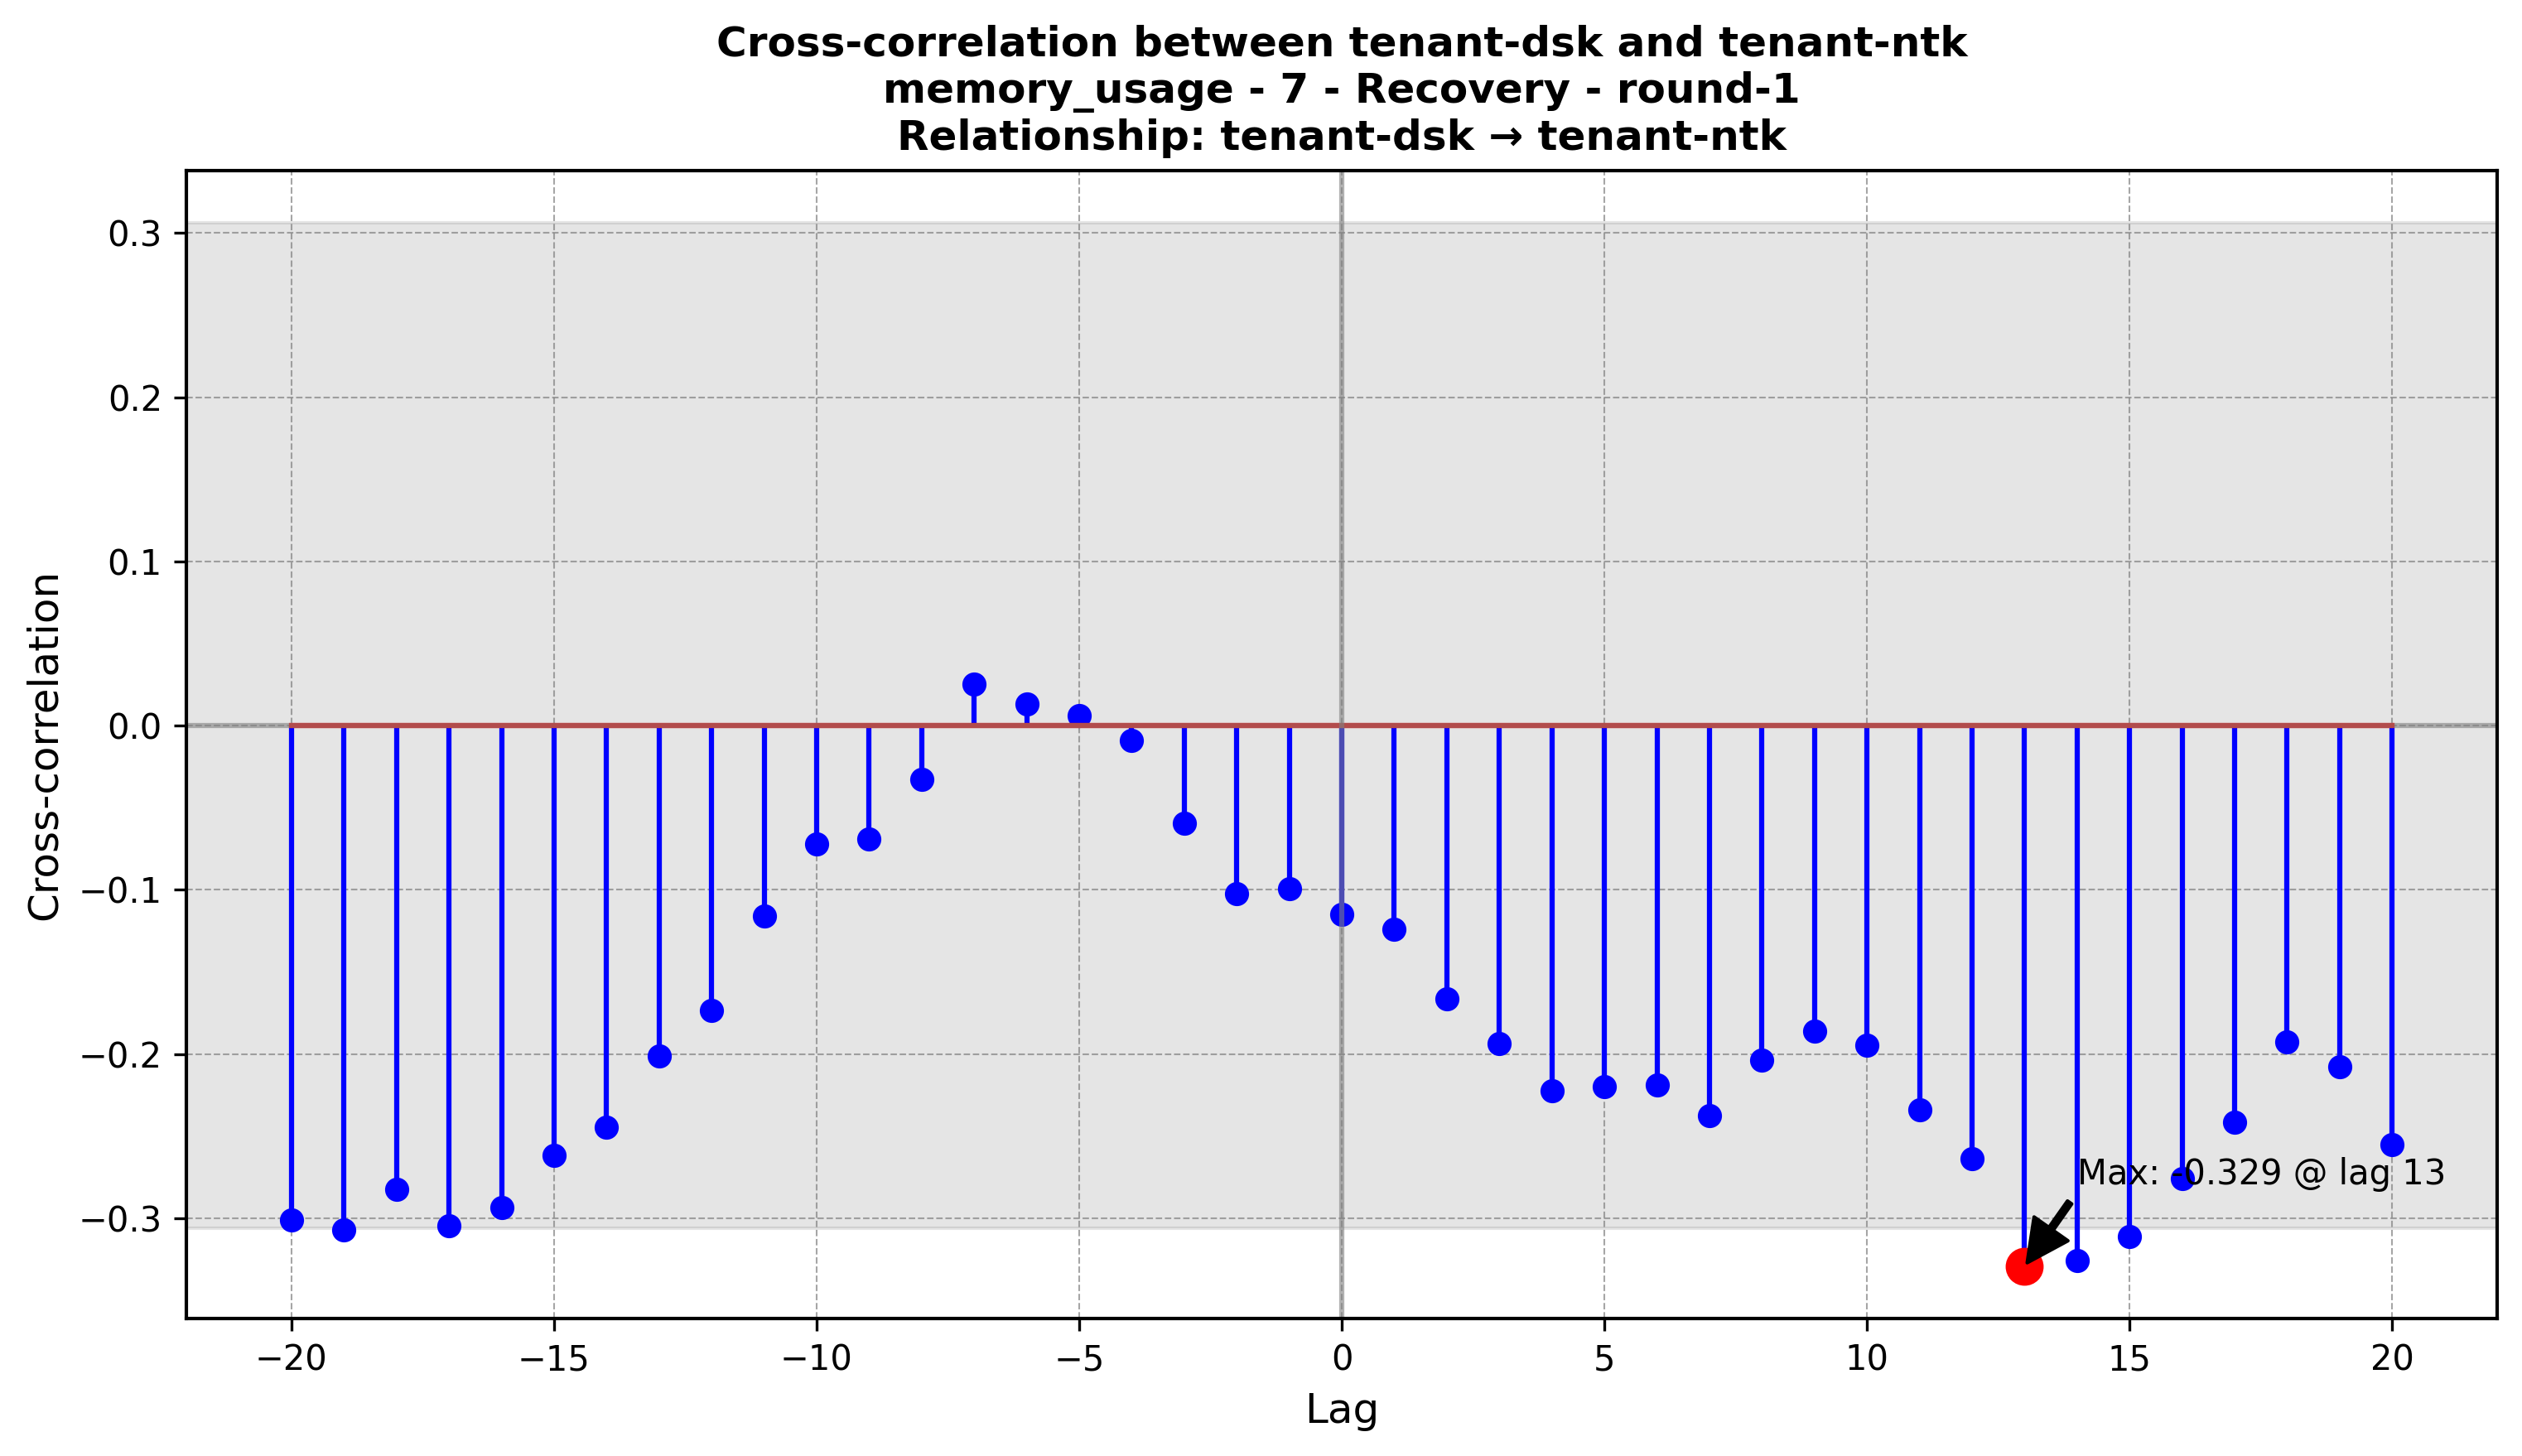 Cross-correlation between tenant-dsk and tenant-ntk
memory_usage - 7 - Recovery - round-1
Relationship: tenant-dsk → tenant-ntk
Cross-correlation
0.3
0.2
0.1
0.0
−0.1
−0.2
−0.3
Max: -0.329 @ lag 13
−20 −15 −10 −5 0 5 10 15 20
Lag